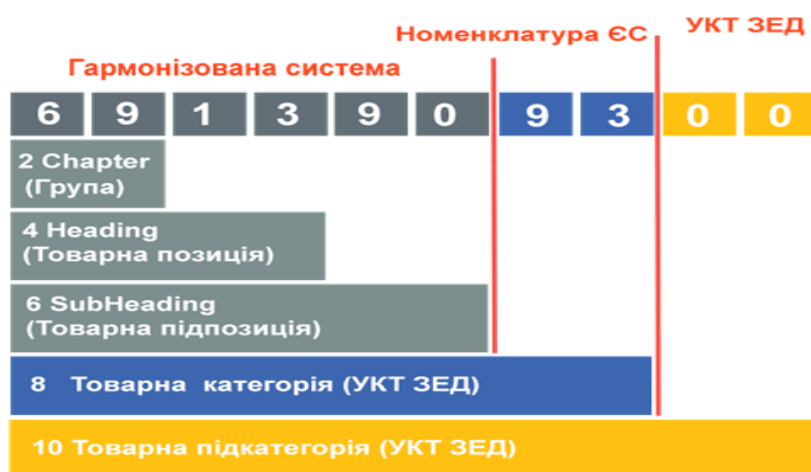 УКТ ЗЕД
Номенклатура ЄС
Гармонізована система
6 9 1 3 9 0 9 3 0 0
2 Chapter
(Група)
4 Heading
(Товарна позиція)
6 SubHeading
(Товарна підпозиція)
8 Товарна категорія (УКТ ЗЕД)
10 Товарна підкатегорія (УКТ ЗЕД)